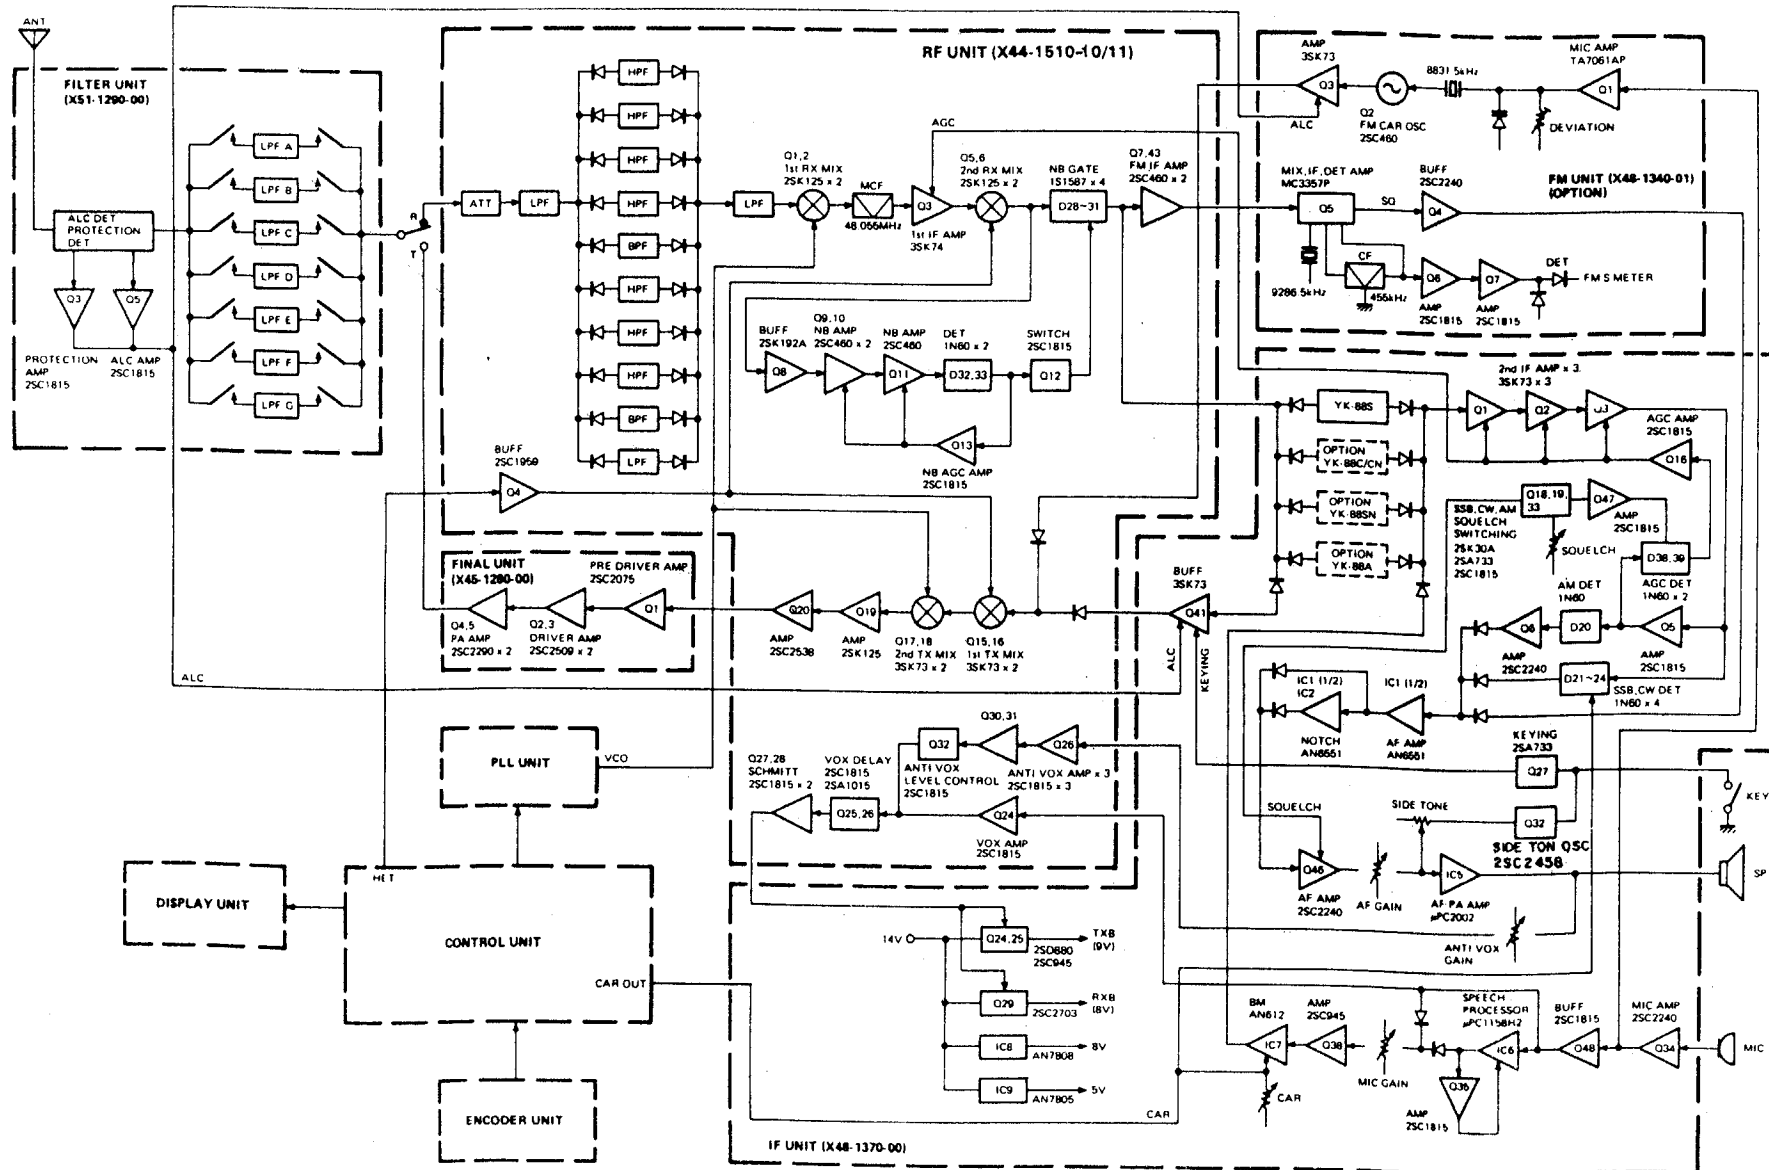 ANT
FILTER UNIT
(X51-1290-00)
LPF A
LPF B
LPF C
LPF D
LPF E
LPF F
LPF G
ALC DET
PROTECTION
DET
Q3
Q5
PROTECTION
AMP
2SC1815
ALC AMP
2SC1815
R
T
RF UNIT (X44-1510-10/11)
ATT
LPF
HPF
HPF
HPF
HPF
BPF
HPF
HPF
HPF
BPF
LPF
LPF
Q1,2
1st RX MIX
2SK125 x 2
MCF
48.055MHz
AGC
Q3
1st IF AMP
3SK74
Q5,6
2nd RX MIX
2SK125 x 2
NB GATE
1S1587 x 4
D28~31
Q7,43
FM IF AMP
2SC460 x 2
BUFF
2SK192A
Q8
Q9,10
NB AMP
2SC460 x 2
NB AMP
2SC460
Q11
DET
1N60 x 2
D32,33
SWITCH
2SC1815
Q12
Q13
NB AGC AMP
2SC1815
BUFF
2SC1959
Q4
FINAL UNIT
(X45-1280-00)
PRE DRIVER AMP
2SC2075
Q1
Q4,5
PA AMP
2SC2290 x 2
Q2,3
DRIVER AMP
2SC2509 x 2
Q20
AMP
2SC2538
Q19
AMP
2SK125
Q17,18
2nd TX MIX
3SK73 x 2
Q15,16
1st TX MIX
3SK73 x 2
BUFF
3SK73
Q41
ALC
KEYING
ALC
AMP
3SK73
Q3
ALC
Q2
FM CAR OSC
2SC460
8831.5kHz
DEVIATION
MIC AMP
TA7061AP
Q1
FM UNIT (X48-1340-01)
(OPTION)
MIX, IF, DET AMP
MC3357P
Q5
SQ
BUFF
2SC2240
Q4
9286.5kHz
CF
455kHz
Q6
AMP
2SC1815
Q7
AMP
2SC1815
DET
FM S METER
YK-88S
OPTION
YK-88C/CN
OPTION
YK-88SN
OPTION
YK-88A
2nd IF AMP x 3
3SK73 x 3
Q1
Q2
Q3
AGC AMP
2SC1815
Q16
SSB, CW, AM
SQUELCH
SWITCHING
2SK30A
2SA733
2SC1815
Q18,19,
33
SQUELCH
Q47
AMP
2SC1815
D38,39
AGC DET
1N60 x 2
AM DET
1N60
D20
Q6
AMP
2SC2240
Q5
AMP
2SC1815
D21~24
SSB, CW DET
1N60 x 4
IC1 (1/2)
IC2
NOTCH
AN6551
IC1 (1/2)
AF AMP
AN6551
KEYING
2SA733
Q27
Q32
SIDE TON OSC
2SC2458
SIDE TONE
SQUELCH
Q46
AF AMP
2SC2240
AF GAIN
IC5
AF PA AMP
μPC2002
ANTI VOX
GAIN
KEY
SP
MIC
PLL UNIT
VCO
HET
DISPLAY UNIT
CONTROL UNIT
CAR OUT
ENCODER UNIT
Q27,28
SCHMITT
2SC1815 x 2
VOX DELAY
2SC1815
2SA1015
Q25,26
Q32
ANTI VOX
LEVEL CONTROL
2SC1815
Q30,31
Q26
ANTI VOX AMP x 3
2SC1815 x 3
Q24
VOX AMP
2SC1815
14V
Q24,25
2SD880
2SC945
TXB
(9V)
Q29
2SC2703
RXB
(8V)
IC8
AN7808
8V
IC9
AN7805
5V
IF UNIT (X48-1370-00)
CAR
BM
AN612
IC7
CAR
AMP
2SC945
Q38
MIC GAIN
SPEECH
PROCESSOR
μPC1158H2
IC6
AMP
2SC1815
BUFF
2SC1815
Q48
MIC AMP
2SC2240
Q34